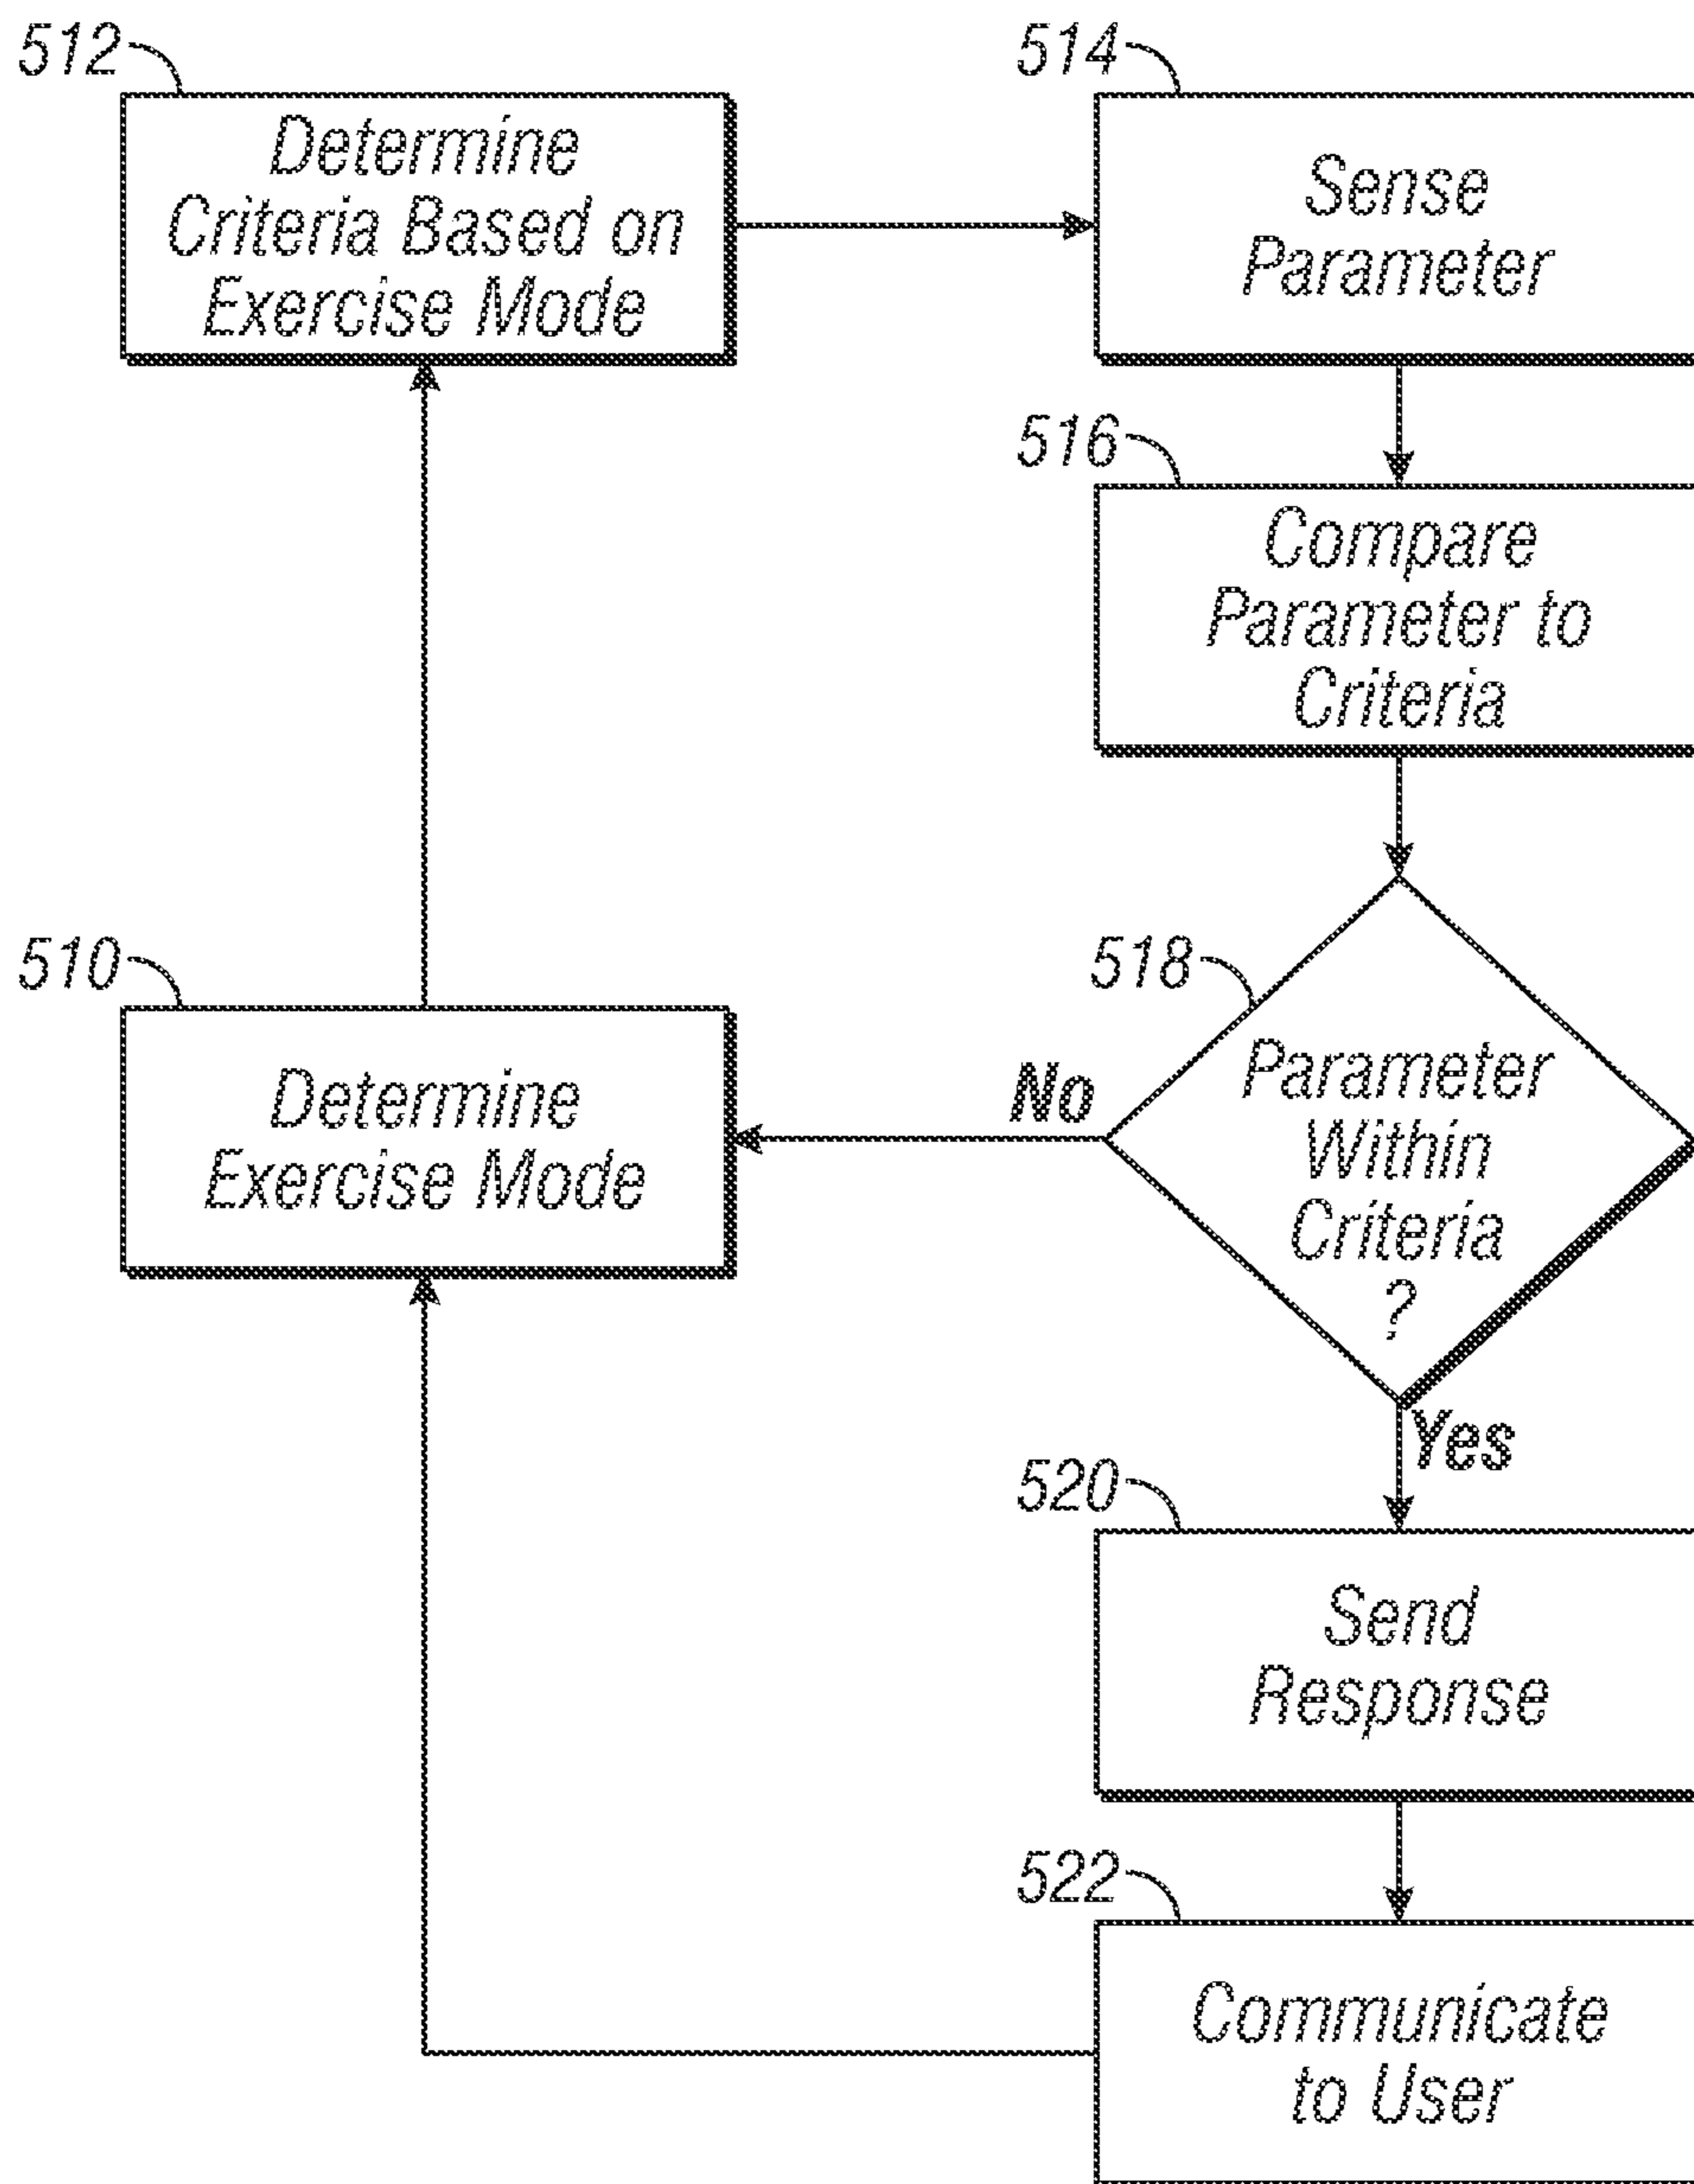 512
Determine
Criteria Based on
Exercise Mode
514
Sense
Parameter
516
Compare
Parameter to
Criteria
510
Determine
Exercise Mode
518
Parameter
Within
Criteria
?
No
Yes
520
Send
Response
522
Communicate
to User